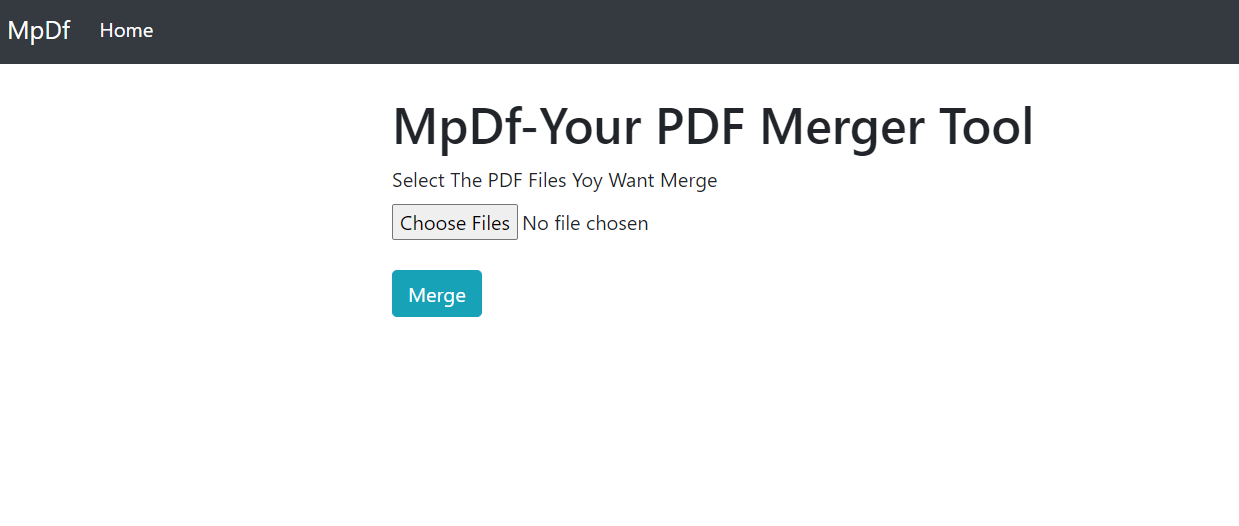 MpDf Home
MpDf-Your PDF Merger Tool
Select The PDF Files Yoy Want Merge
Choose Files No file chosen
Merge